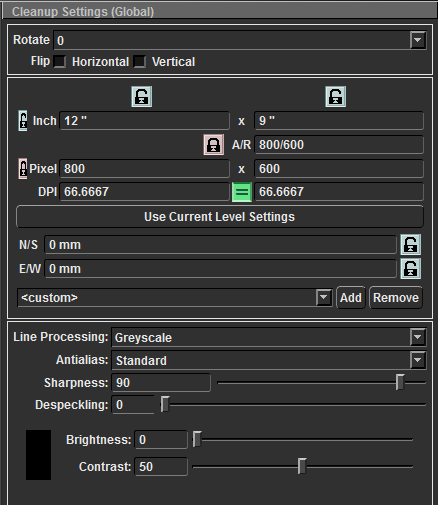 Cleanup Settings (Global)
Rotate 0
Flip Horizontal Vertical
Inch 12 " x 9 "
A/R 800/600
Pixel 800 x 600
DPI 66.6667 = 66.6667
Use Current Level Settings
N/S 0 mm
E/W 0 mm
<custom> Add Remove
Line Processing: Greyscale
Antialias: Standard
Sharpness: 90
Despeckling: 0
Brightness: 0
Contrast: 50